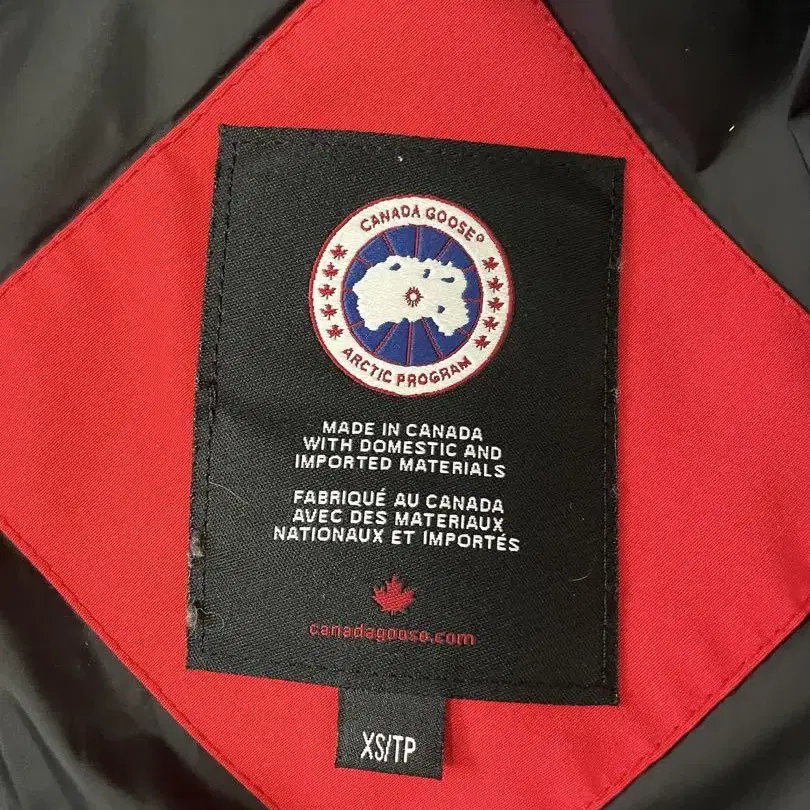 CANADA GOOSE®
ARCTIC PROGRAM
MADE IN CANADA
WITH DOMESTIC AND
IMPORTED MATERIALS
FABRIQUÉ AU CANADA
AVEC DES MATERIAUX
NATIONAUX ET IMPORTÉS
canadagoose.com
XS/TP